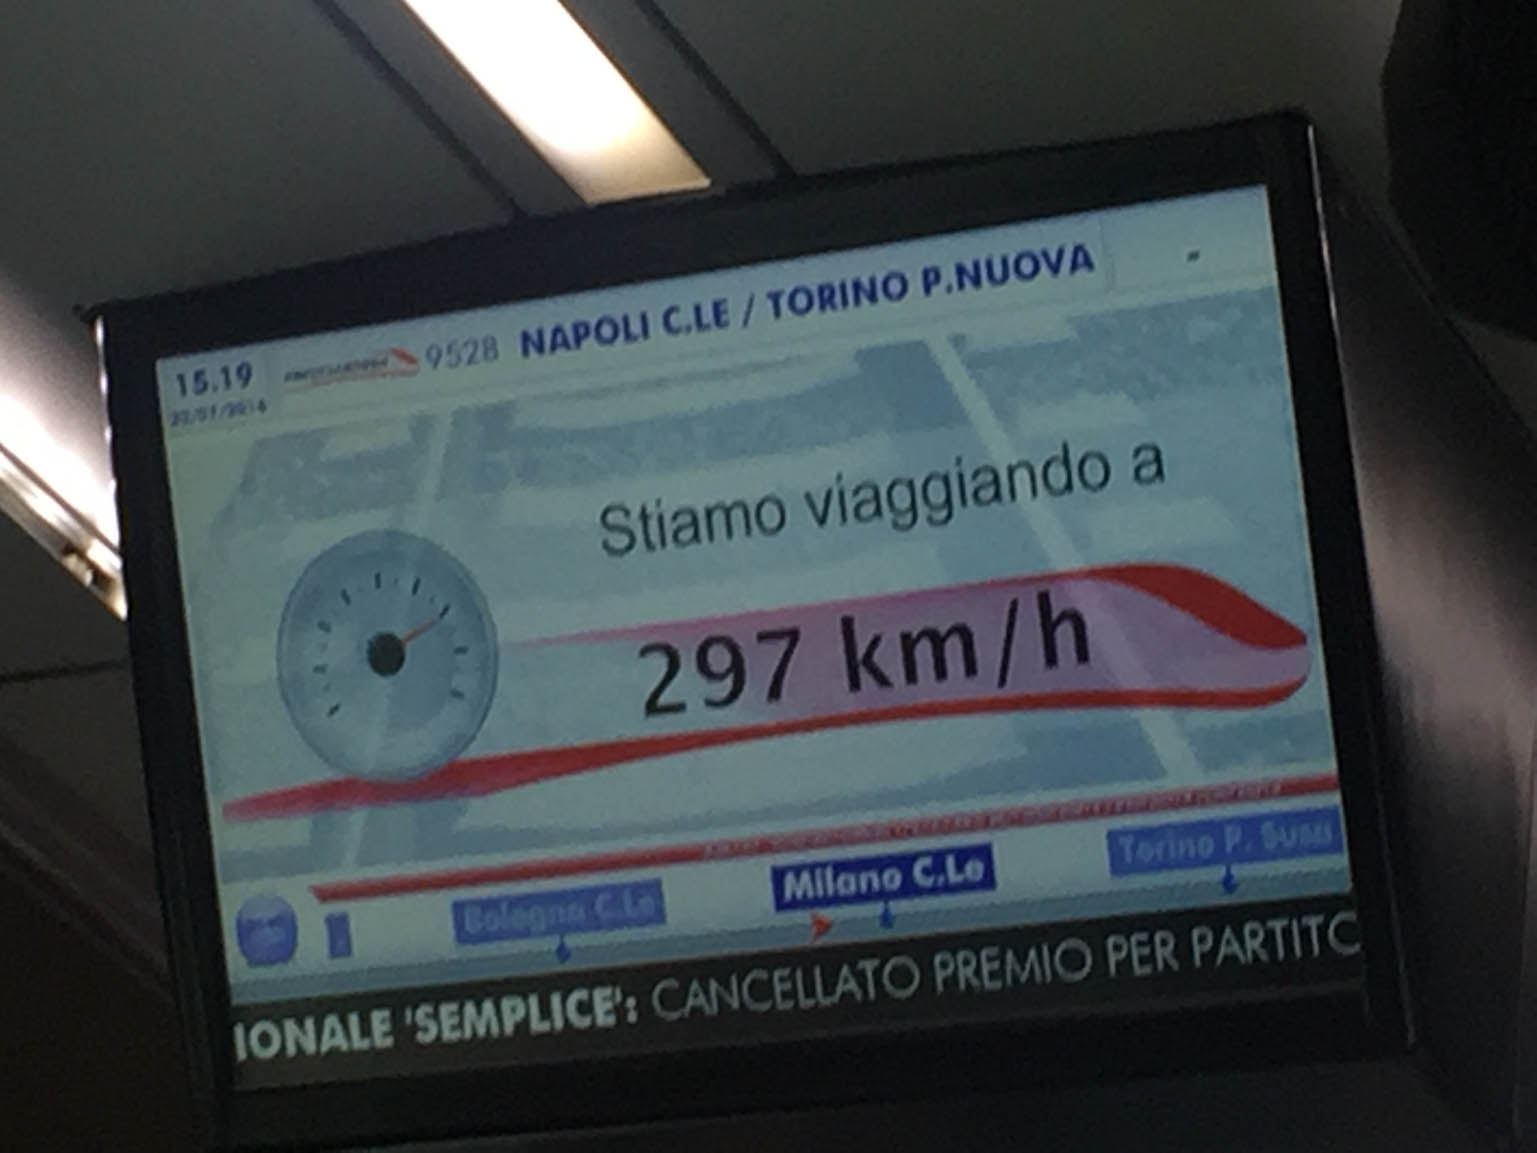 15.19 9528 NAPOLI C.LE / TORINO P.NUOVA -
Stiamo viaggiando a
297 km/h
Bologna C.Le Milano C.Le Torino P. Susa
IONALE 'SEMPLICE': CANCELLATO PREMIO PER PARTITO